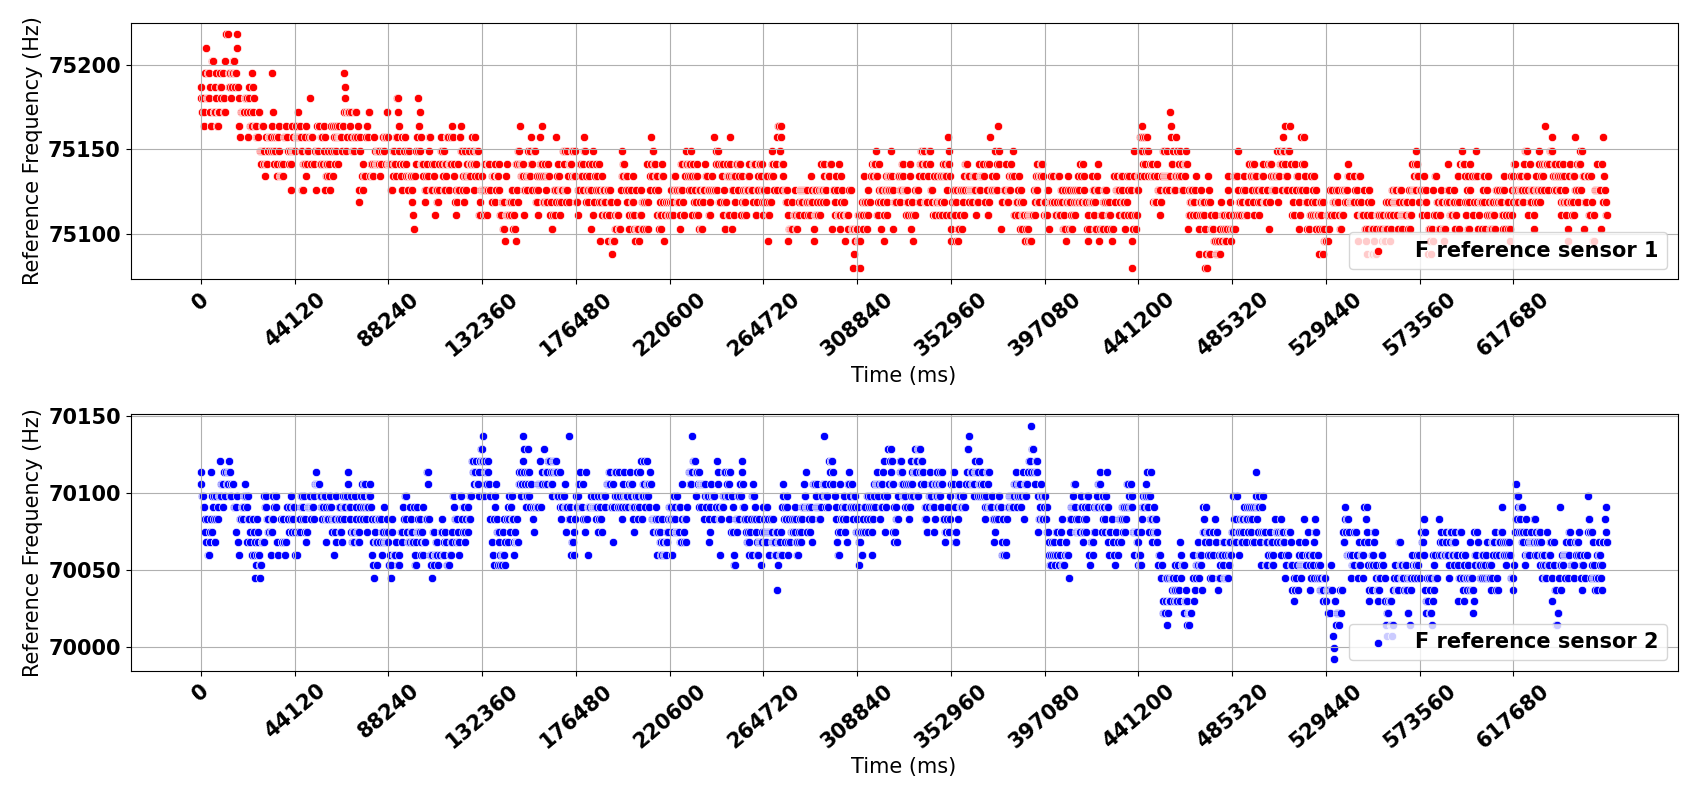 Reference Frequency (Hz)
75200
75150
75100
F reference sensor 1
0 44120 88240 132360 176480 220600 264720 308840 352960 397080 441200 485320 529440 573560 617680
Time (ms)
Reference Frequency (Hz)
70150
70100
70050
70000
F reference sensor 2
0 44120 88240 132360 176480 220600 264720 308840 352960 397080 441200 485320 529440 573560 617680
Time (ms)